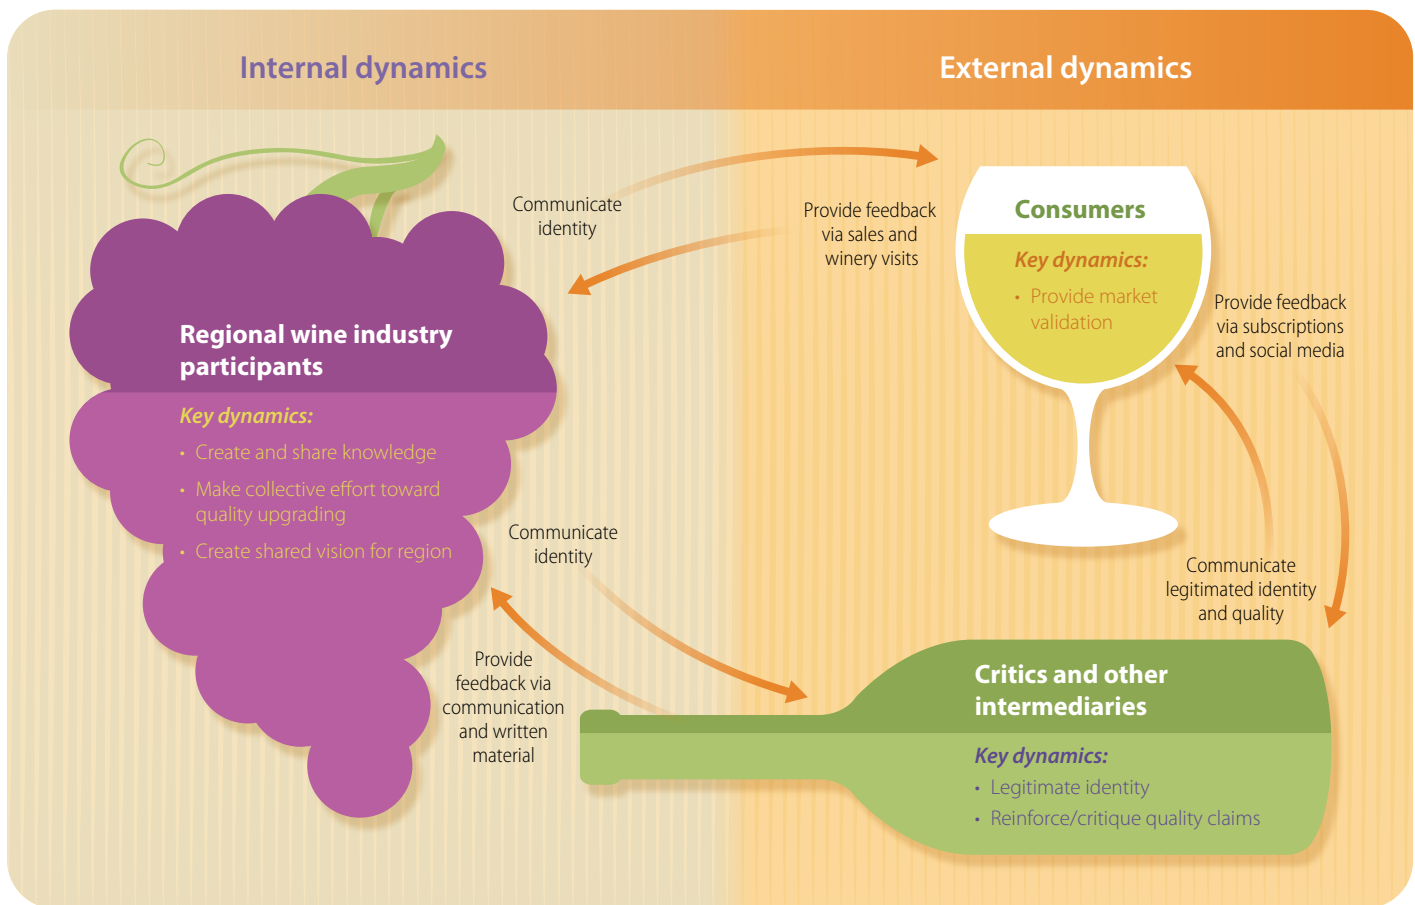 Internal dynamics
External dynamics
Communicate
identity
Provide feedback
via sales and
winery visits
Consumers
Key dynamics:
• Provide market
validation
Provide feedback
via subscriptions
and social media
Regional wine industry
participants
Key dynamics:
• Create and share knowledge
• Make collective effort toward
quality upgrading
• Create shared vision for region
Communicate
identity
Communicate
legitimated identity
and quality
Provide
feedback via
communication
and written
material
Critics and other
intermediaries
Key dynamics:
• Legitimate identity
• Reinforce/critique quality claims